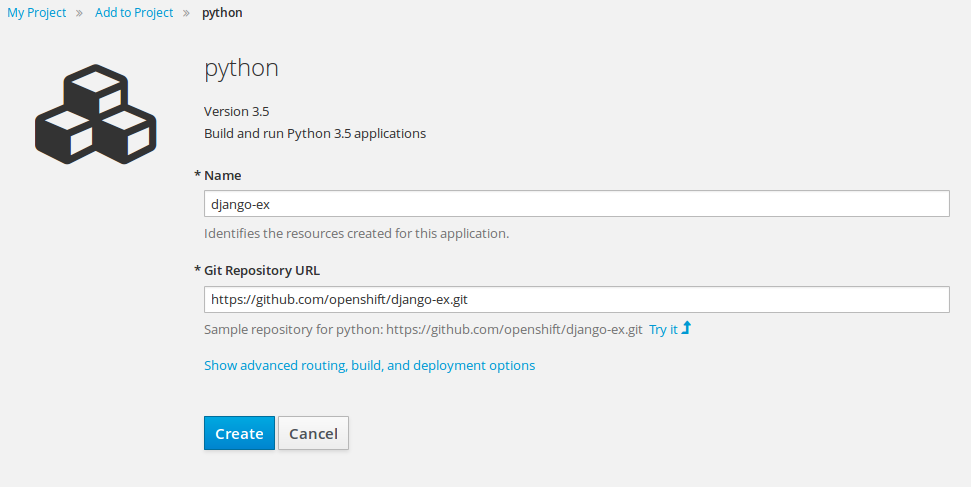 My Project » Add to Project » python
python
Version 3.5
Build and run Python 3.5 applications
* Name
django-ex
Identifies the resources created for this application.
* Git Repository URL
https://github.com/openshift/django-ex.git
Sample repository for python: https://github.com/openshift/django-ex.git Try it
Show advanced routing, build, and deployment options
Create Cancel